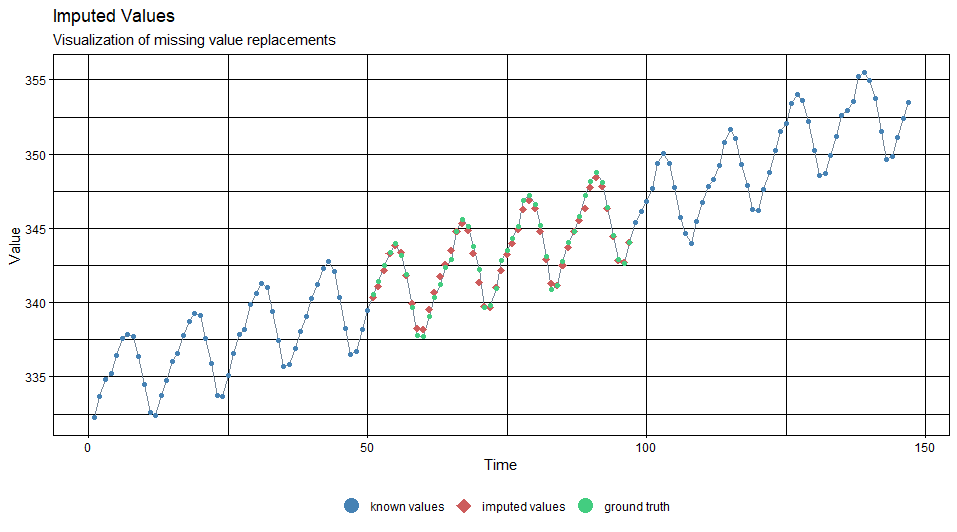 Imputed Values
Visualization of missing value replacements
355
350
345
340
335
Value
0 50 100 150
Time
known values imputed values ground truth